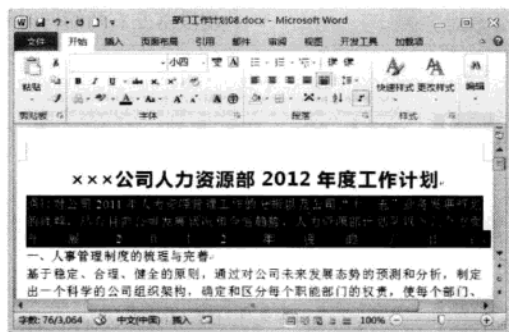 部门工作计划08.docx - Microsoft Word
文件 开始 插入 页面布局 引用 邮件 审阅 视图 开发工具 加载项
小四
粘贴
快速样式 更改样式 编辑
剪贴板 字体 段落 样式
×××公司人力资源部 2012 年度工作计划
一、人事管理制度的梳理与完善
基于稳定、合理、健全的原则，通过对公司未来发展态势的预测和分析，制定
出一个科学的公司组织架构，确定和区分每个职能部门的权责，使每个部门、
字数: 76/3,064 中文(中国) 插入 100%